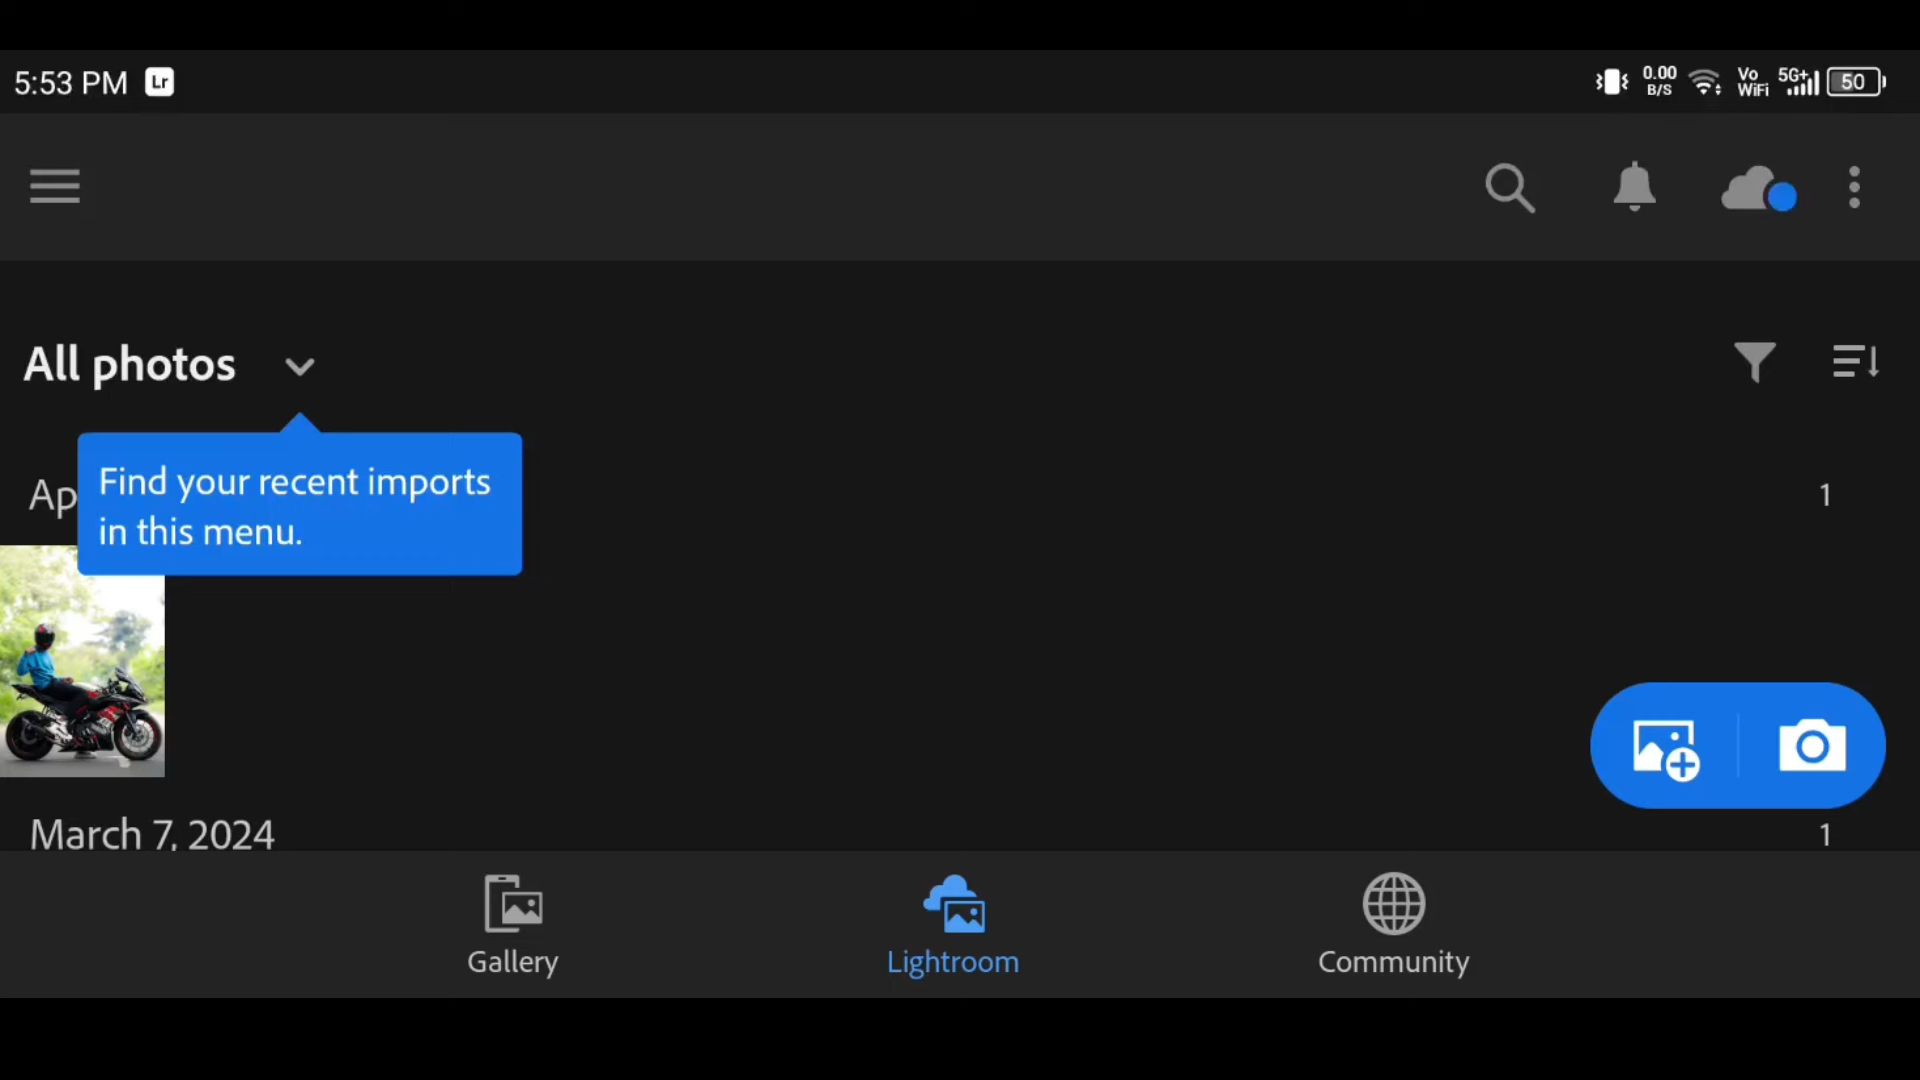 5:53 PM Lr 0.00 B/S Vo WiFi 5G+ 50
All photos
Find your recent imports
in this menu.
Ap 1
March 7, 2024 1
Gallery Lightroom Community